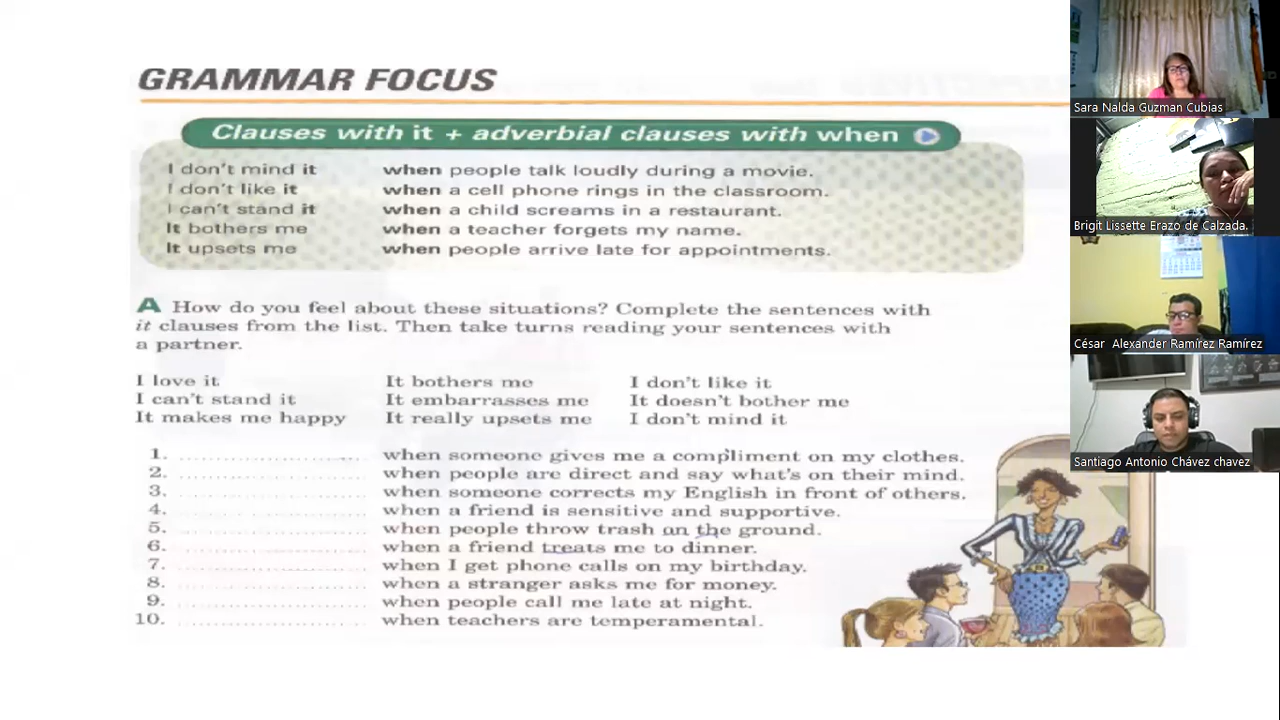 GRAMMAR FOCUS
Clauses with it + adverbial clauses with when
I don't mind it when people talk loudly during a movie.
I don't like it when a cell phone rings in the classroom.
I can't stand it when a child screams in a restaurant.
It bothers me when a teacher forgets my name.
It upsets me when people arrive late for appointments.
A How do you feel about these situations? Complete the sentences with
it clauses from the list. Then take turns reading your sentences with
a partner.
I love it It bothers me I don't like it
I can't stand it It embarrasses me It doesn't bother me
It makes me happy It really upsets me I don't mind it
1. .................... when someone gives me a compliment on my clothes.
2. .................... when people are direct and say what's on their mind.
3. .................... when someone corrects my English in front of others.
4. .................... when a friend is sensitive and supportive.
5. .................... when people throw trash on the ground.
6. .................... when a friend treats me to dinner.
7. .................... when I get phone calls on my birthday.
8. .................... when a stranger asks me for money.
9. .................... when people call me late at night.
10. .................... when teachers are temperamental.
Sara Nalda Guzman Cubias
Brigit Lissette Erazo de Calzada.
César Alexander Ramírez Ramírez
Santiago Antonio Chávez chavez